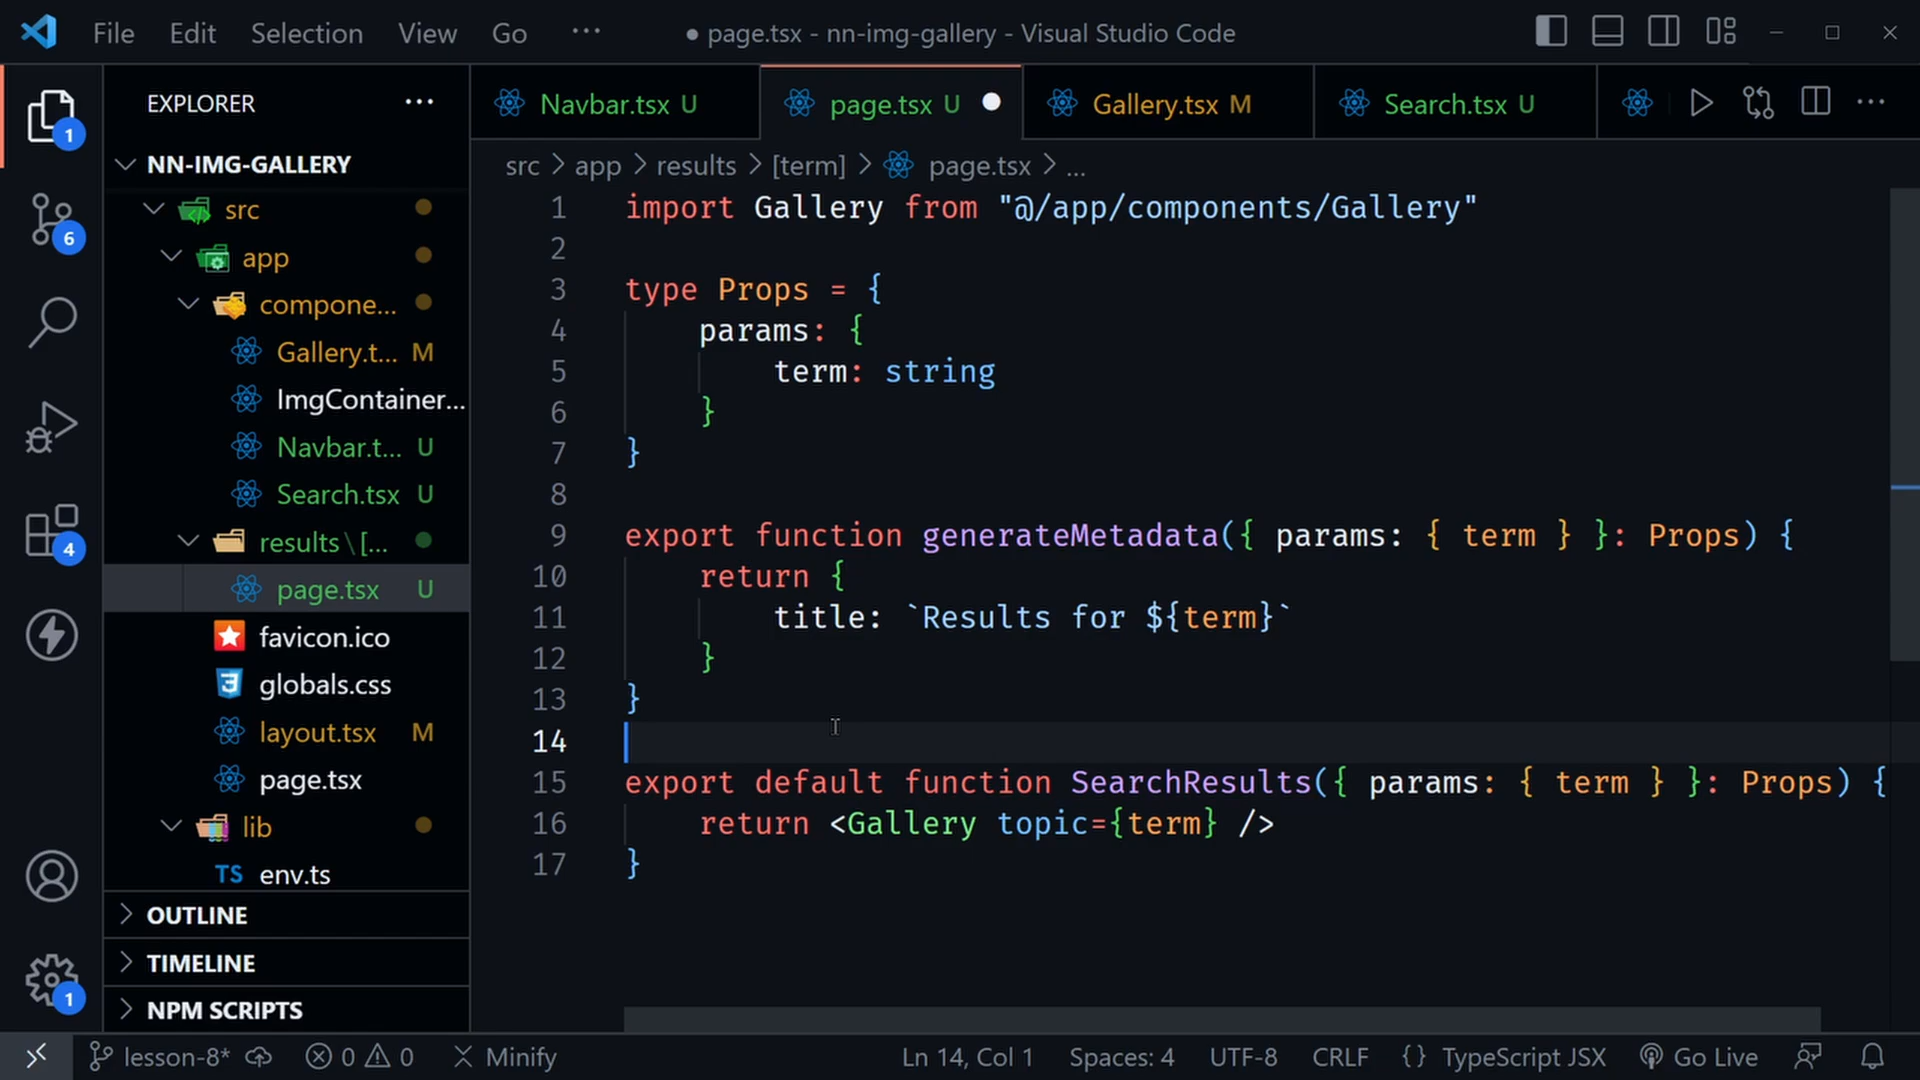 File Edit Selection View Go ··· ● page.tsx - nn-img-gallery - Visual Studio Code
EXPLORER ···
NN-IMG-GALLERY
src
app
compone...
Gallery.t... M
ImgContainer...
Navbar.t... U
Search.tsx U
results\[...
page.tsx U
favicon.ico
globals.css
layout.tsx M
page.tsx
lib
TS env.ts
OUTLINE
TIMELINE
NPM SCRIPTS
1
6
4
1
Navbar.tsx U page.tsx U ● Gallery.tsx M Search.tsx U ···
src > app > results > [term] > page.tsx > ...
1 import Gallery from "@/app/components/Gallery"
2
3 type Props = {
4 params: {
5 term: string
6 }
7 }
8
9 export function generateMetadata({ params: { term } }: Props) {
10 return {
11 title: `Results for ${term}`
12 }
13 }
14
15 export default function SearchResults({ params: { term } }: Props) {
16 return <Gallery topic={term} />
17 }
lesson-8* 0 0 Minify Ln 14, Col 1 Spaces: 4 UTF-8 CRLF {} TypeScript JSX Go Live